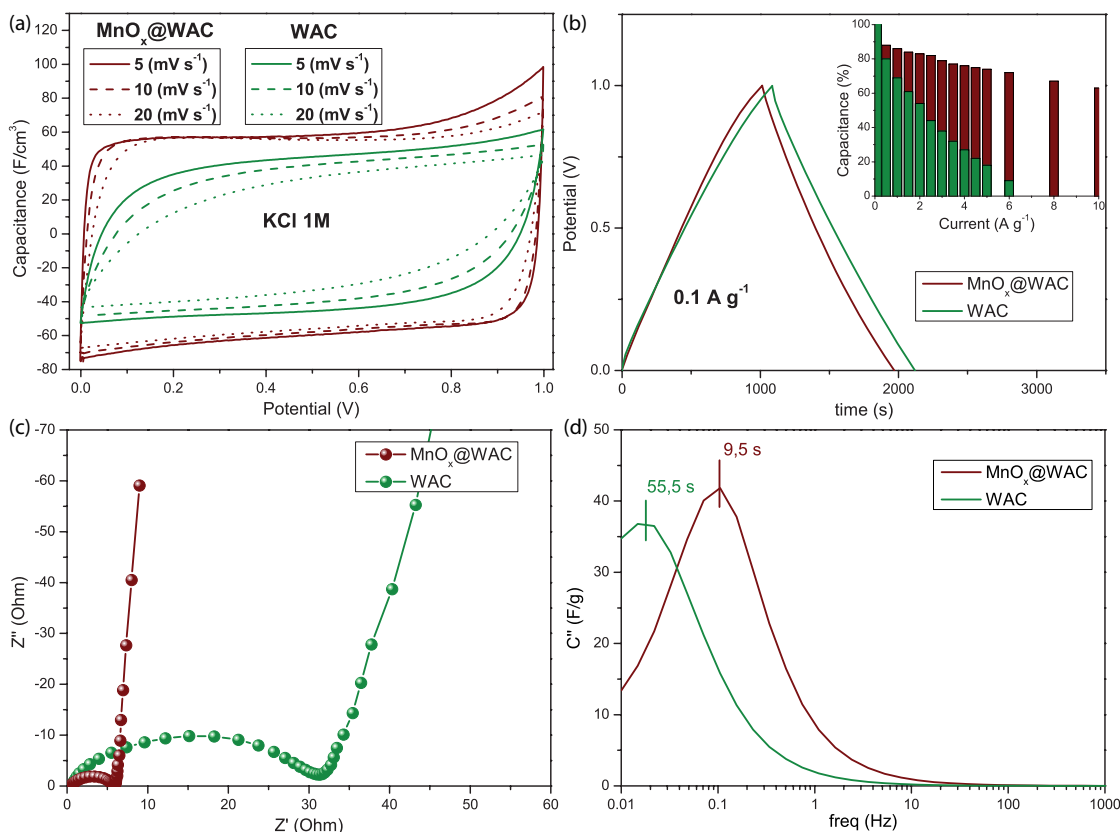 (a)
MnOx@WAC
5 (mV s-1)
10 (mV s-1)
20 (mV s-1)
WAC
5 (mV s-1)
10 (mV s-1)
20 (mV s-1)
KCl 1M
Capacitance (F/cm3)
120
100
80
60
40
20
0
-20
-40
-60
-80
0.0
0.2
0.4
0.6
0.8
1.0
Potential (V)
(b)
Potential (V)
1.0
0.5
0.0
0
1000
2000
3000
time (s)
0.1 A g-1
MnOx@WAC
WAC
Capacitance (%)
100
80
60
40
20
0
0
2
4
6
8
10
Current (A g-1)
(c)
Z'' (Ohm)
-70
-60
-50
-40
-30
-20
-10
0
0
10
20
30
40
50
60
Z' (Ohm)
MnOx@WAC
WAC
(d)
C'' (F/g)
50
40
30
20
10
0
0.01
0.1
1
10
100
1000
freq (Hz)
55,5 s
9,5 s
MnOx@WAC
WAC